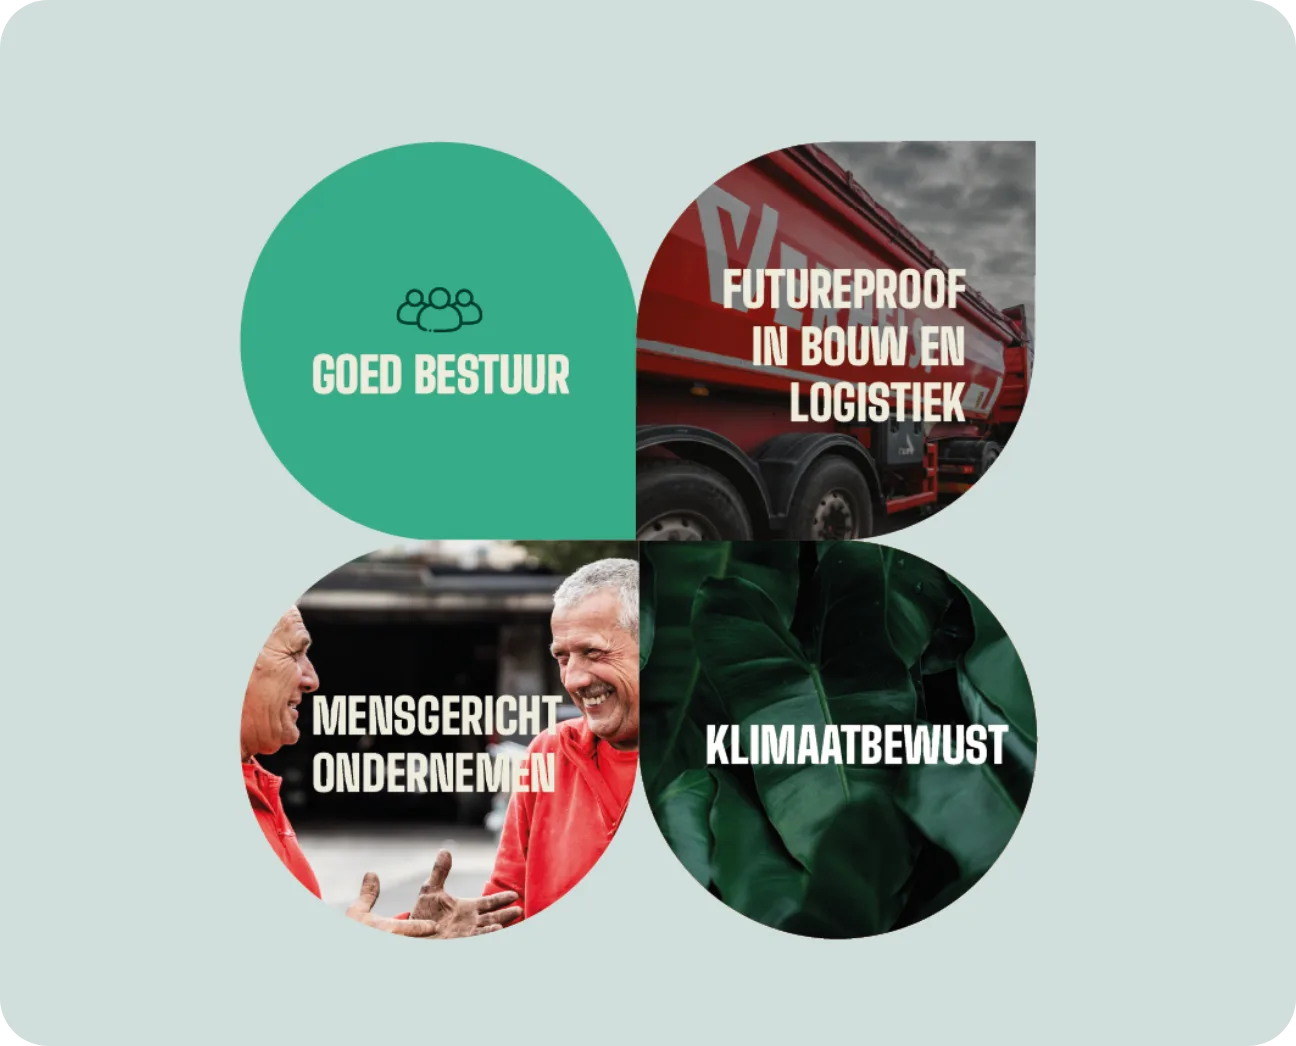 GOED BESTUUR
FUTUREPROOF
IN BOUW EN
LOGISTIEK
MENSGERICHT
ONDERNEMEN
KLIMAATBEWUST